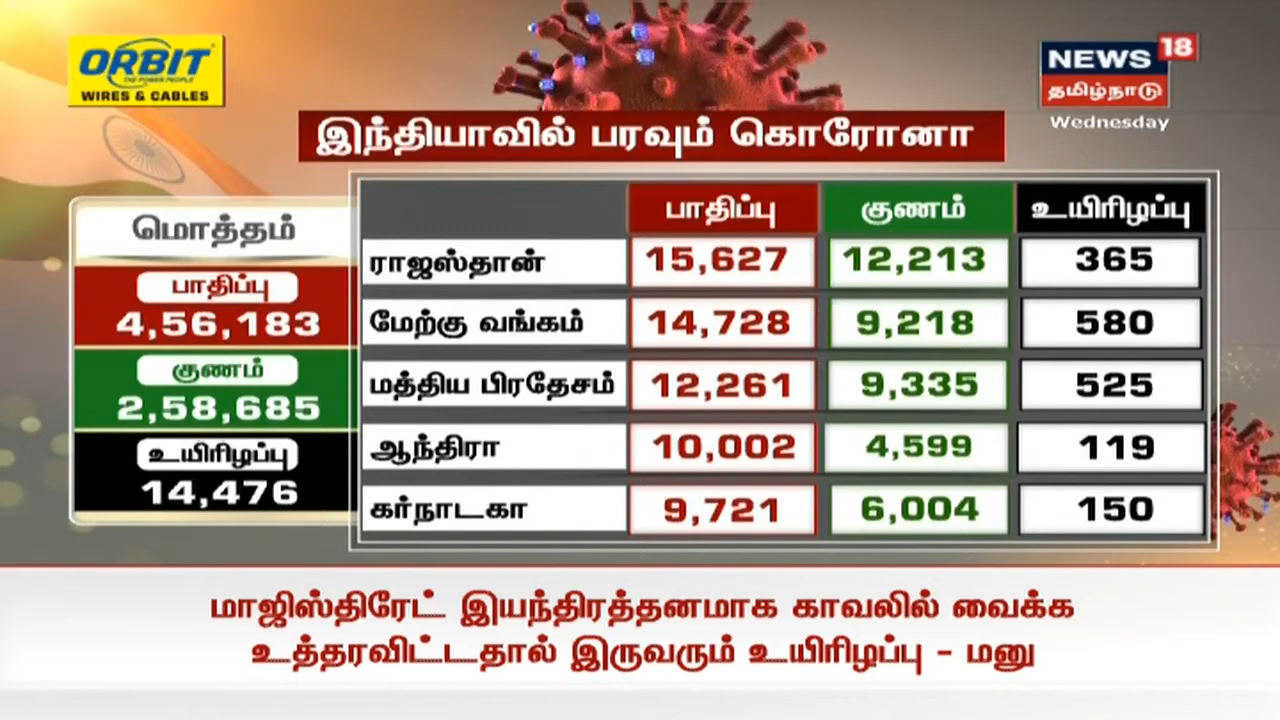 ORBIT
THE POWER PEOPLE
WIRES & CABLES
NEWS 18
தமிழ்நாடு
Wednesday
இந்தியாவில் பரவும் கொரோனா
மொத்தம்
பாதிப்பு
4,56,183
குணம்
2,58,685
உயிரிழப்பு
14,476
பாதிப்பு குணம் உயிரிழப்பு
ராஜஸ்தான் 15,627 12,213 365
மேற்கு வங்கம் 14,728 9,218 580
மத்திய பிரதேசம் 12,261 9,335 525
ஆந்திரா 10,002 4,599 119
கர்நாடகா 9,721 6,004 150
மாஜிஸ்திரேட் இயந்திரத்தனமாக காவலில் வைக்க
உத்தரவிட்டதால் இருவரும் உயிரிழப்பு - மனு